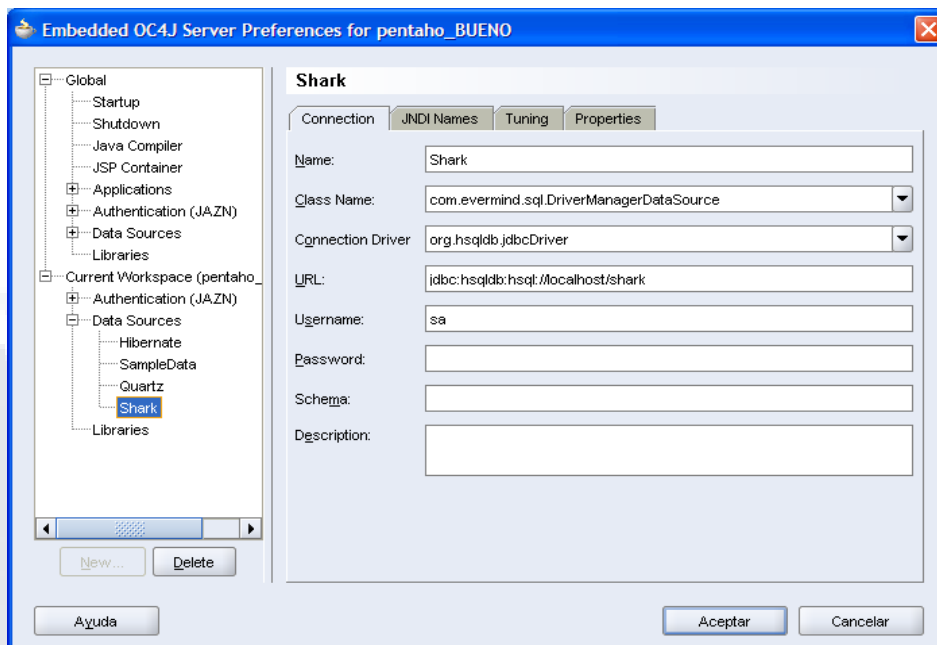 Embedded OC4J Server Preferences for pentaho_BUENO
Global
Startup
Shutdown
Java Compiler
JSP Container
Applications
Authentication (JAZN)
Data Sources
Libraries
Current Workspace (pentaho_
Authentication (JAZN)
Data Sources
Hibernate
SampleData
Quartz
Shark
Libraries
New...
Delete
Shark
Connection JNDI Names Tuning Properties
Name: Shark
Class Name: com.evermind.sql.DriverManagerDataSource
Connection Driver org.hsqldb.jdbcDriver
URL: jdbc:hsqldb:hsql://localhost/shark
Username: sa
Password:
Schema:
Description:
Ayuda
Aceptar
Cancelar